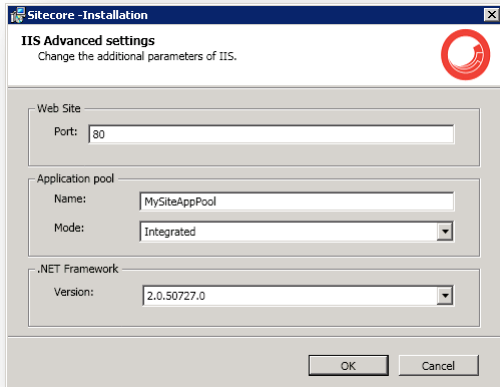 Sitecore -Installation
IIS Advanced settings
Change the additional parameters of IIS.
Web Site
Port: 80
Application pool
Name: MySiteAppPool
Mode: Integrated
.NET Framework
Version: 2.0.50727.0
OK Cancel